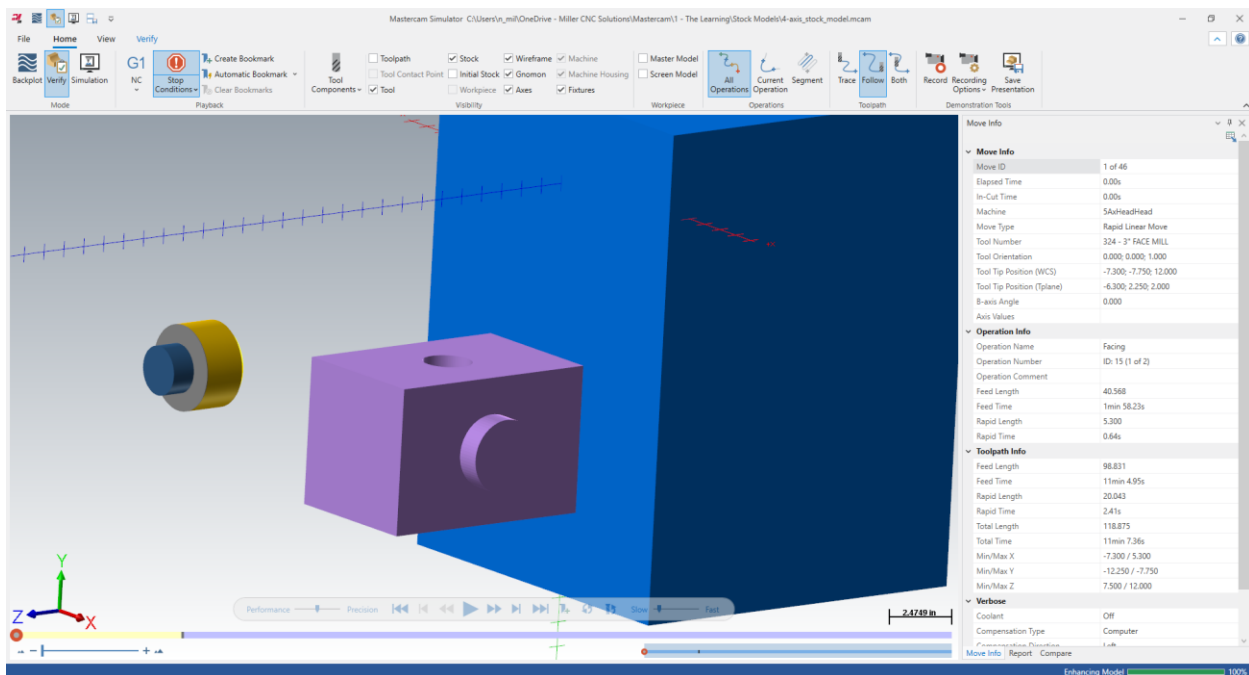 Mastercam Simulator C:\Users\n_mil\OneDrive - Miller CNC Solutions\Mastercam\1 - The Learning\Stock Models\4-axis_stock_model.mcam
File Home View Verify
Backplot Verify Simulation
Mode
G1
NC
Stop
Conditions
Create Bookmark
Automatic Bookmark
Clear Bookmarks
Playback
Tool
Components
Toolpath Stock Wireframe Machine
Tool Contact Point Initial Stock Gnomon Machine Housing
Tool Workpiece Axes Fixtures
Visibility
Master Model
Screen Model
Workpiece
All
Operations
Current
Operation
Segment
Operations
Trace Follow Both
Toolpath
Record
Recording
Options
Save
Presentation
Demonstration Tools
Y
Z
X
Performance Precision Slow Fast
2.4749 in
Move Info
Move Info
Move ID 1 of 46
Elapsed Time 0.00s
In-Cut Time 0.00s
Machine 5AxHeadHead
Move Type Rapid Linear Move
Tool Number 324 - 3" FACE MILL
Tool Orientation 0.000; 0.000; 1.000
Tool Tip Position (WCS) -7.300; -7.750; 12.000
Tool Tip Position (Tplane) -6.300; 2.250; 2.000
B-axis Angle 0.000
Axis Values
Operation Info
Operation Name Facing
Operation Number ID: 15 (1 of 2)
Operation Comment
Feed Length 40.568
Feed Time 1min 58.23s
Rapid Length 5.300
Rapid Time 0.64s
Toolpath Info
Feed Length 98.831
Feed Time 11min 4.95s
Rapid Length 20.043
Rapid Time 2.41s
Total Length 118.875
Total Time 11min 7.36s
Min/Max X -7.300 / 5.300
Min/Max Y -12.250 / -7.750
Min/Max Z 7.500 / 12.000
Verbose
Coolant Off
Compensation Type Computer
Compensation Direction Left
Move Info Report Compare
Enhancing Model 100%